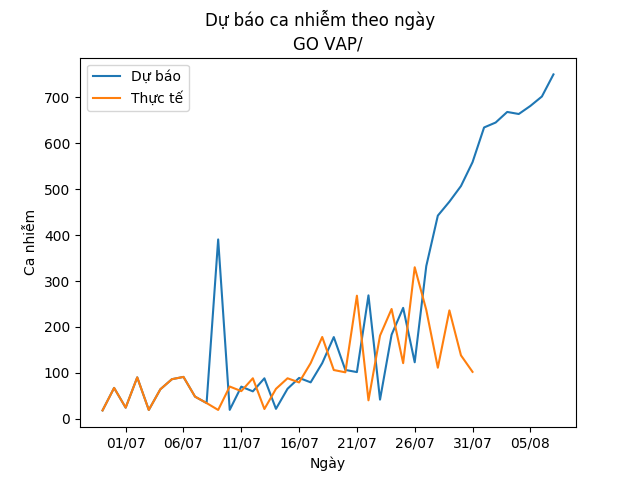 Dự báo ca nhiễm theo ngày
GO VAP/
Dự báo
Thực tế
Ca nhiễm
700
600
500
400
300
200
100
0
01/07
06/07
11/07
16/07
21/07
26/07
31/07
05/08
Ngày